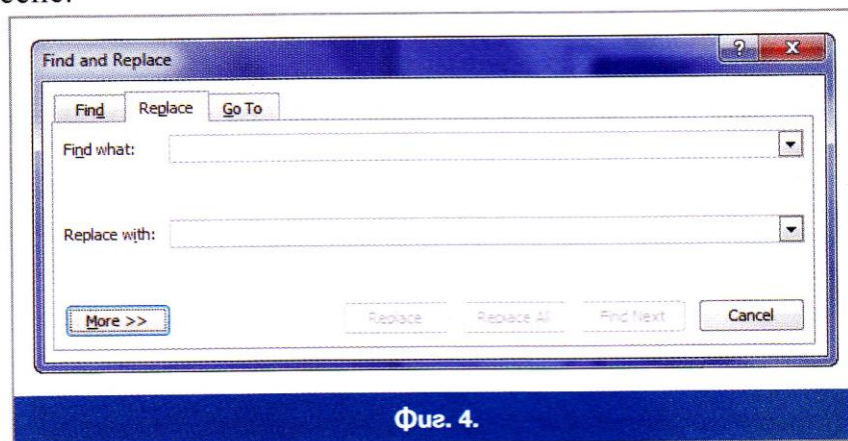 Find and Replace
Find Replace Go To
Find what:
Replace with:
More >> Replace Replace All Find Next Cancel
Фиг. 4.